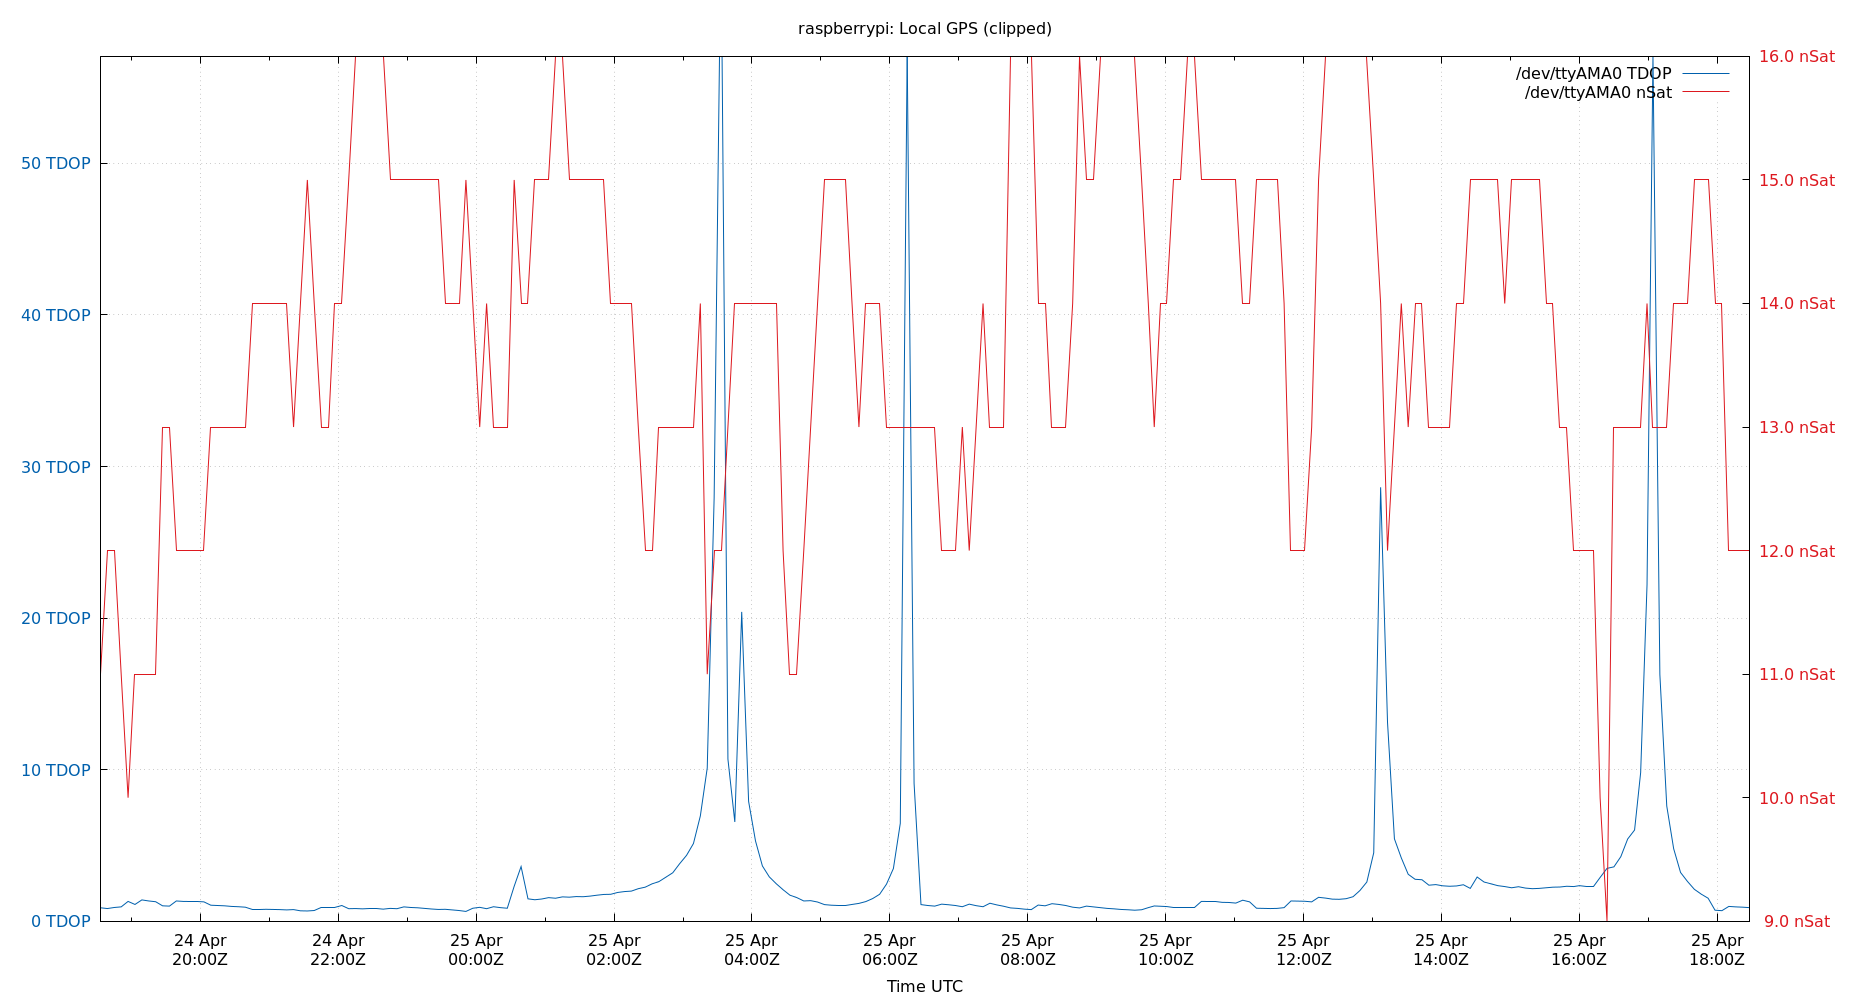 raspberrypi: Local GPS (clipped)
/dev/ttyAMA0 TDOP
/dev/ttyAMA0 nSat
50 TDOP
40 TDOP
30 TDOP
20 TDOP
10 TDOP
0 TDOP
16.0 nSat
15.0 nSat
14.0 nSat
13.0 nSat
12.0 nSat
11.0 nSat
10.0 nSat
9.0 nSat
24 Apr
20:00Z
24 Apr
22:00Z
25 Apr
00:00Z
25 Apr
02:00Z
25 Apr
04:00Z
25 Apr
06:00Z
25 Apr
08:00Z
25 Apr
10:00Z
25 Apr
12:00Z
25 Apr
14:00Z
25 Apr
16:00Z
25 Apr
18:00Z
Time UTC